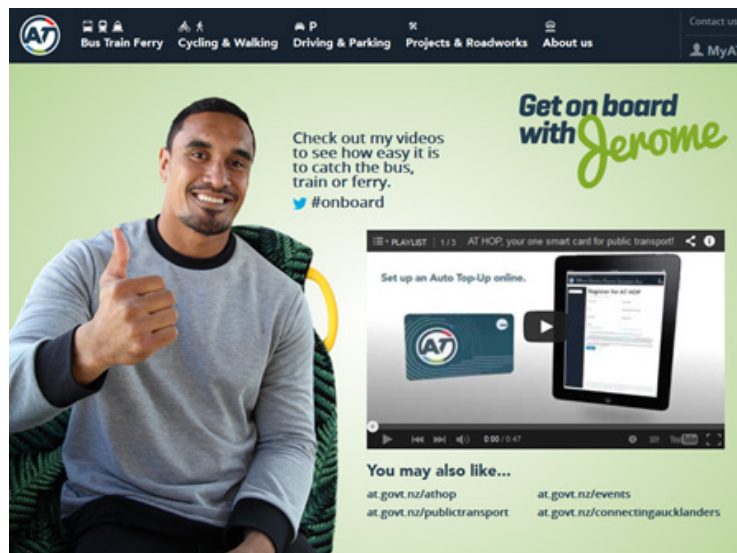 AT
Bus Train Ferry
Cycling & Walking
P
Driving & Parking
Projects & Roadworks
About us
Contact us
MyA
Get on board
with Jerome
Check out my videos
to see how easy it is
to catch the bus,
train or ferry.
#onboard
PLAYLIST 1/3 AT HOP, your one smart card for public transport!
Set up an Auto Top-Up online.
Register for AT HOP
AT
0:00 / 0:47
YouTube
You may also like...
at.govt.nz/athop
at.govt.nz/events
at.govt.nz/publictransport
at.govt.nz/connectingaucklanders